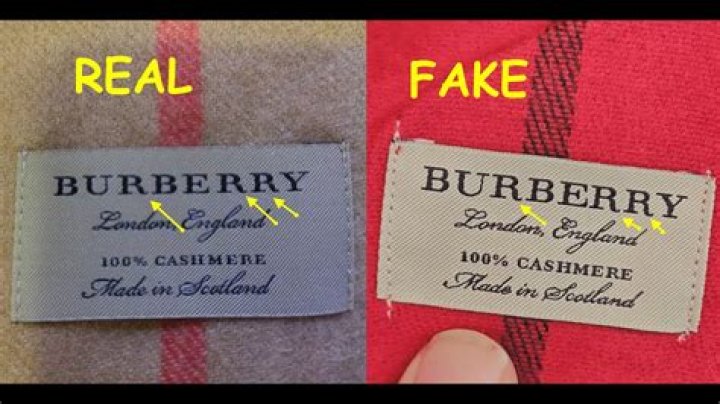 REAL
BURBERRY
London, England
100% CASHMERE
Made in Scotland
FAKE
BURBERRY
London, England
100% CASHMERE
Made in Scotland